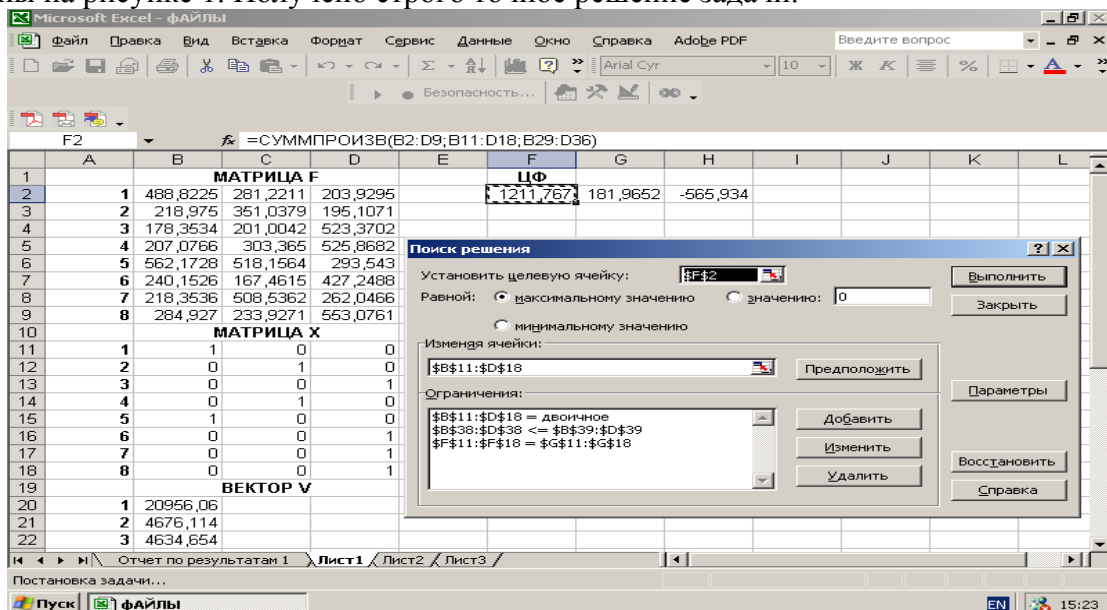 ны на рисунке 1. Получено строго точное решение задачи.
Microsoft Excel - фАЙЛЫ
Файл Правка Вид Вставка Формат Сервис Данные Окно Справка Adobe PDF Введите вопрос
Arial Cyr 10 Ж К %
Безопасность...
F2 fx =СУММПРОИЗВ(B2:D9;B11:D18;B29:D36)
A B C D E F G H I J K L
1 МАТРИЦА F ЦФ
2 1 488,8225 281,2211 203,9295 1211,767 181,9652 -565,934
3 2 218,975 351,0379 195,1071
4 3 178,3534 201,0042 523,3702
5 4 207,0766 303,365 525,8682
6 5 562,1728 518,1564 293,543
7 6 240,1526 167,4615 427,2488
8 7 218,3536 508,5362 262,0466
9 8 284,927 233,9271 553,0761
10 МАТРИЦА X
11 1 1 0 0
12 2 0 1 0
13 3 0 0 1
14 4 0 1 0
15 5 1 0 0
16 6 0 0 1
17 7 0 0 1
18 8 0 0 1
19 ВЕКТОР V
20 1 20956,06
21 2 4676,114
22 3 4634,654
Поиск решения
Установить целевую ячейку: $F$2 Выполнить
Равной: максимальному значению значению: 0 Закрыть
минимальному значению
Изменяя ячейки:
$B$11:$D$18 Предположить
Ограничения: Параметры
$B$11:$D$18 = двоичное Добавить
$B$38:$D$38 <= $B$39:$D$39
$F$11:$F$18 = $G$11:$G$18 Изменить
Восстановить
Удалить
Справка
Отчет по результатам 1 Лист1 Лист2 Лист3
Постановка задачи...
Пуск фАЙЛЫ EN 15:23